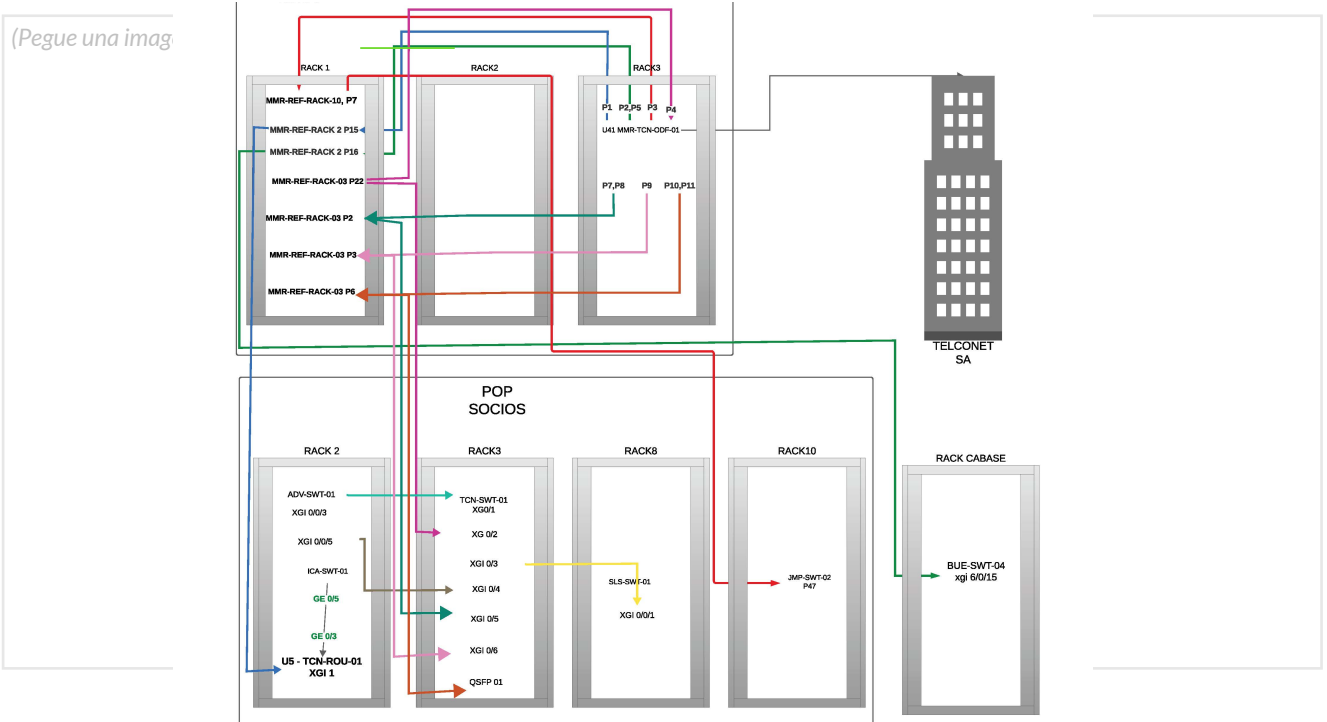 (Pegue una imag
RACK 1
RACK2
RACK3
MMR-REF-RACK-10, P7
P1
P2,P5
P3
P4
MMR-REF-RACK 2 P15
U41 MMR-TCN-ODF-01
MMR-REF-RACK 2 P16
MMR-REF-RACK-03 P22
P7,P8
P9
P10,P11
MMR-REF-RACK-03 P2
MMR-REF-RACK-03 P3
MMR-REF-RACK-03 P6
TELCONET
SA
POP
SOCIOS
RACK 2
RACK3
RACK8
RACK10
RACK CABASE
ADV-SWT-01
XGI 0/0/3
XGI 0/0/5
ICA-SWT-01
GE 0/5
GE 0/3
U5 - TCN-ROU-01
XGI 1
TCN-SWT-01
XG0/1
XG 0/2
XGI 0/3
XGI 0/4
XGI 0/5
XGI 0/6
QSFP 01
SLS-SWT-01
XGI 0/0/1
JMP-SWT-02
P47
BUE-SWT-04
xgi 6/0/15